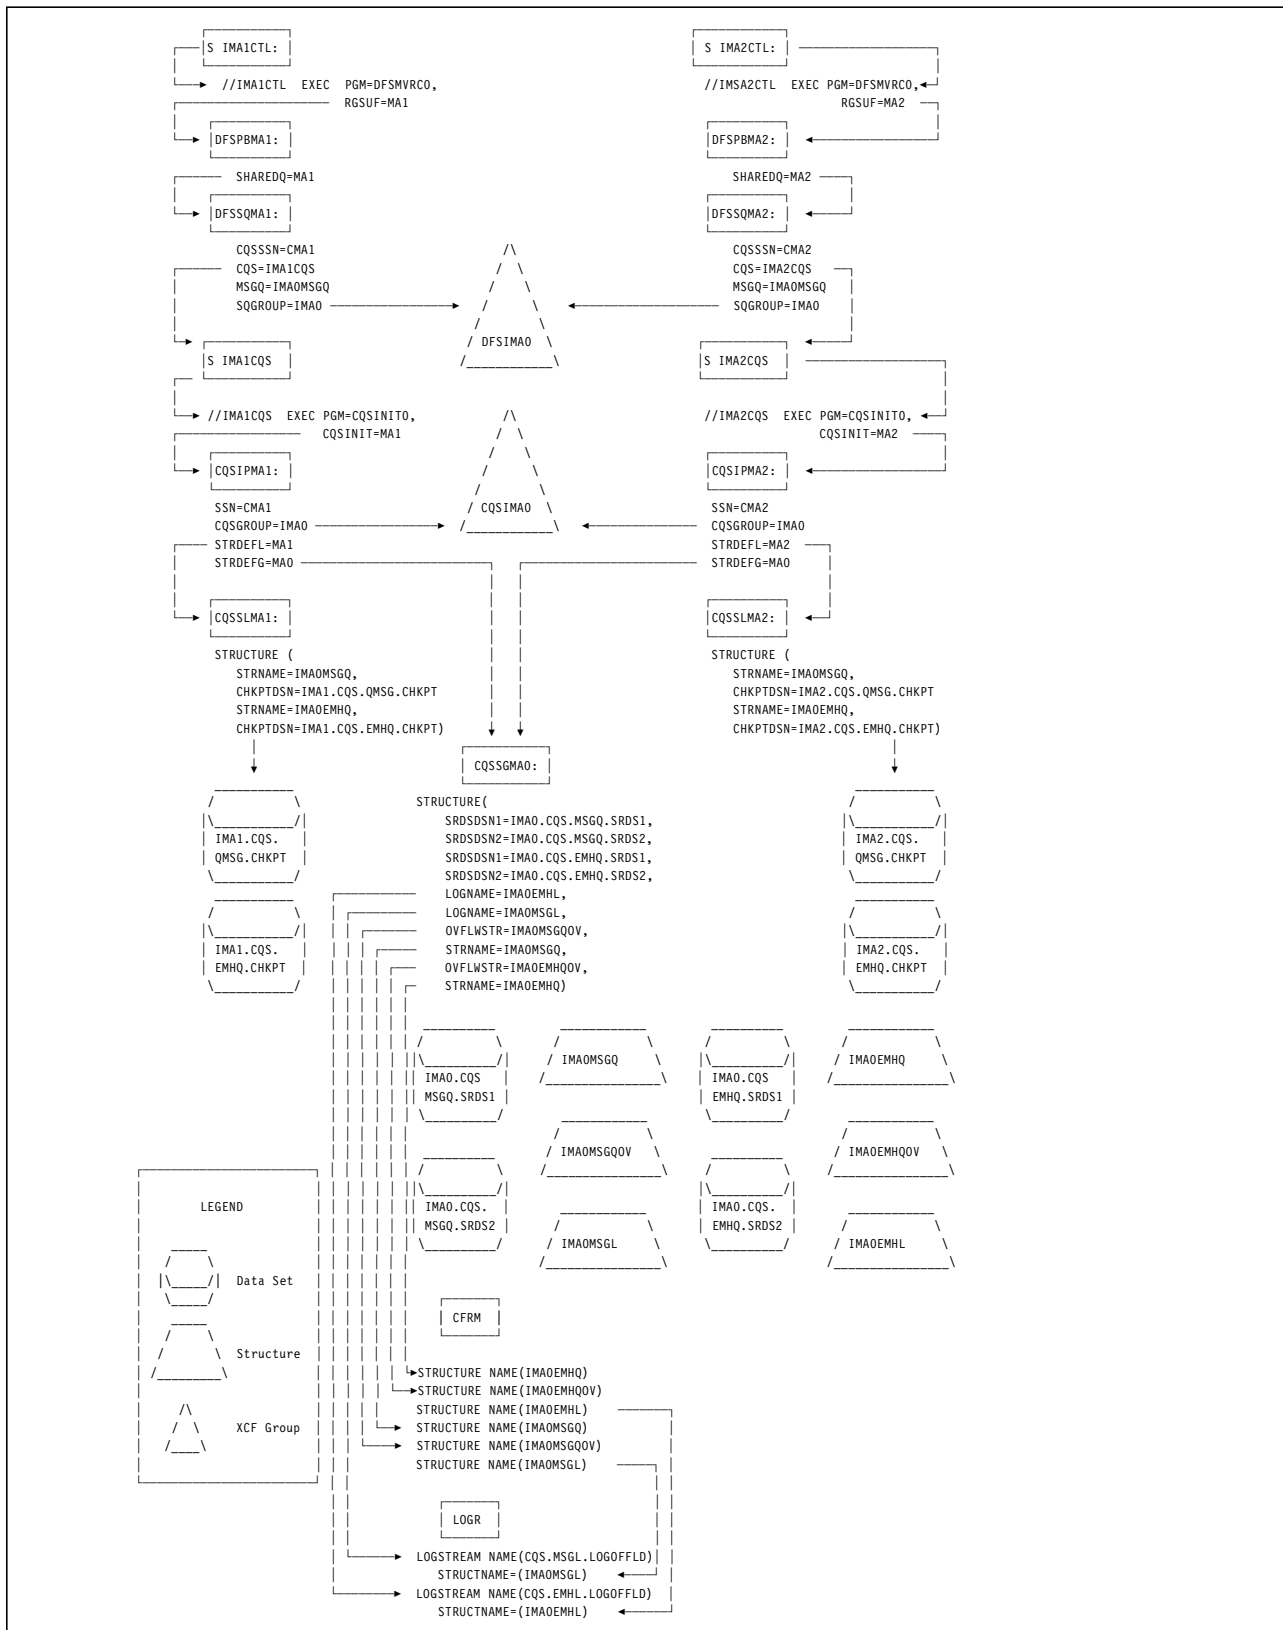 S IMA1CTL: S IMA2CTL:
//IMA1CTL EXEC PGM=DFSMVRC0, //IMSA2CTL EXEC PGM=DFSMVRC0,
RGSUF=MA1 RGSUF=MA2
DFSPBMA1: DFSPBMA2:
SHAREDQ=MA1 SHAREDQ=MA2
DFSSQMA1: DFSSQMA2:
CQSSSN=CMA1 CQSSSN=CMA2
CQS=IMA1CQS CQS=IMA2CQS
MSGQ=IMA0MSGQ MSGQ=IMA0MSGQ
SQGROUP=IMA0 SQGROUP=IMA0
DFSIMA0
S IMA1CQS S IMA2CQS
//IMA1CQS EXEC PGM=CQSINIT0, //IMA2CQS EXEC PGM=CQSINIT0,
CQSINIT=MA1 CQSINIT=MA2
CQSIPMA1: CQSIPMA2:
SSN=CMA1 CQSIMA0 SSN=CMA2
CQSGROUP=IMA0 CQSGROUP=IMA0
STRDEFL=MA1 STRDEFL=MA2
STRDEFG=MA0 STRDEFG=MA0
CQSSLMA1: CQSSLMA2:
STRUCTURE ( STRUCTURE (
STRNAME=IMA0MSGQ, STRNAME=IMA0MSGQ,
CHKPTDSN=IMA1.CQS.QMSG.CHKPT CHKPTDSN=IMA2.CQS.QMSG.CHKPT
STRNAME=IMA0EMHQ, STRNAME=IMA0EMHQ,
CHKPTDSN=IMA1.CQS.EMHQ.CHKPT) CHKPTDSN=IMA2.CQS.EMHQ.CHKPT)
CQSSGMA0:
STRUCTURE(
SRDSDSN1=IMA0.CQS.MSGQ.SRDS1,
IMA1.CQS. SRDSDSN2=IMA0.CQS.MSGQ.SRDS2, IMA2.CQS.
QMSG.CHKPT SRDSDSN1=IMA0.CQS.EMHQ.SRDS1, QMSG.CHKPT
SRDSDSN2=IMA0.CQS.EMHQ.SRDS2,
LOGNAME=IMA0EMHL,
LOGNAME=IMA0MSGL,
OVFLWSTR=IMA0MSGQOV,
IMA1.CQS. STRNAME=IMA0MSGQ, IMA2.CQS.
EMHQ.CHKPT OVFLWSTR=IMA0EMHQOV, EMHQ.CHKPT
STRNAME=IMA0EMHQ)
IMA0MSGQ IMA0EMHQ
IMA0.CQS IMA0.CQS
MSGQ.SRDS1 EMHQ.SRDS1
IMA0MSGQOV IMA0EMHQOV
LEGEND IMA0.CQS. IMA0.CQS.
MSGQ.SRDS2 EMHQ.SRDS2
IMA0MSGL IMA0EMHL
Data Set
CFRM
Structure
STRUCTURE NAME(IMA0EMHQ)
STRUCTURE NAME(IMA0EMHQOV)
STRUCTURE NAME(IMA0EMHL)
XCF Group STRUCTURE NAME(IMA0MSGQ)
STRUCTURE NAME(IMA0MSGQOV)
STRUCTURE NAME(IMA0MSGL)
LOGR
LOGSTREAM NAME(CQS.MSGL.LOGOFFLD)
STRUCTNAME=(IMA0MSGL)
LOGSTREAM NAME(CQS.EMHL.LOGOFFLD)
STRUCTNAME=(IMA0EMHL)